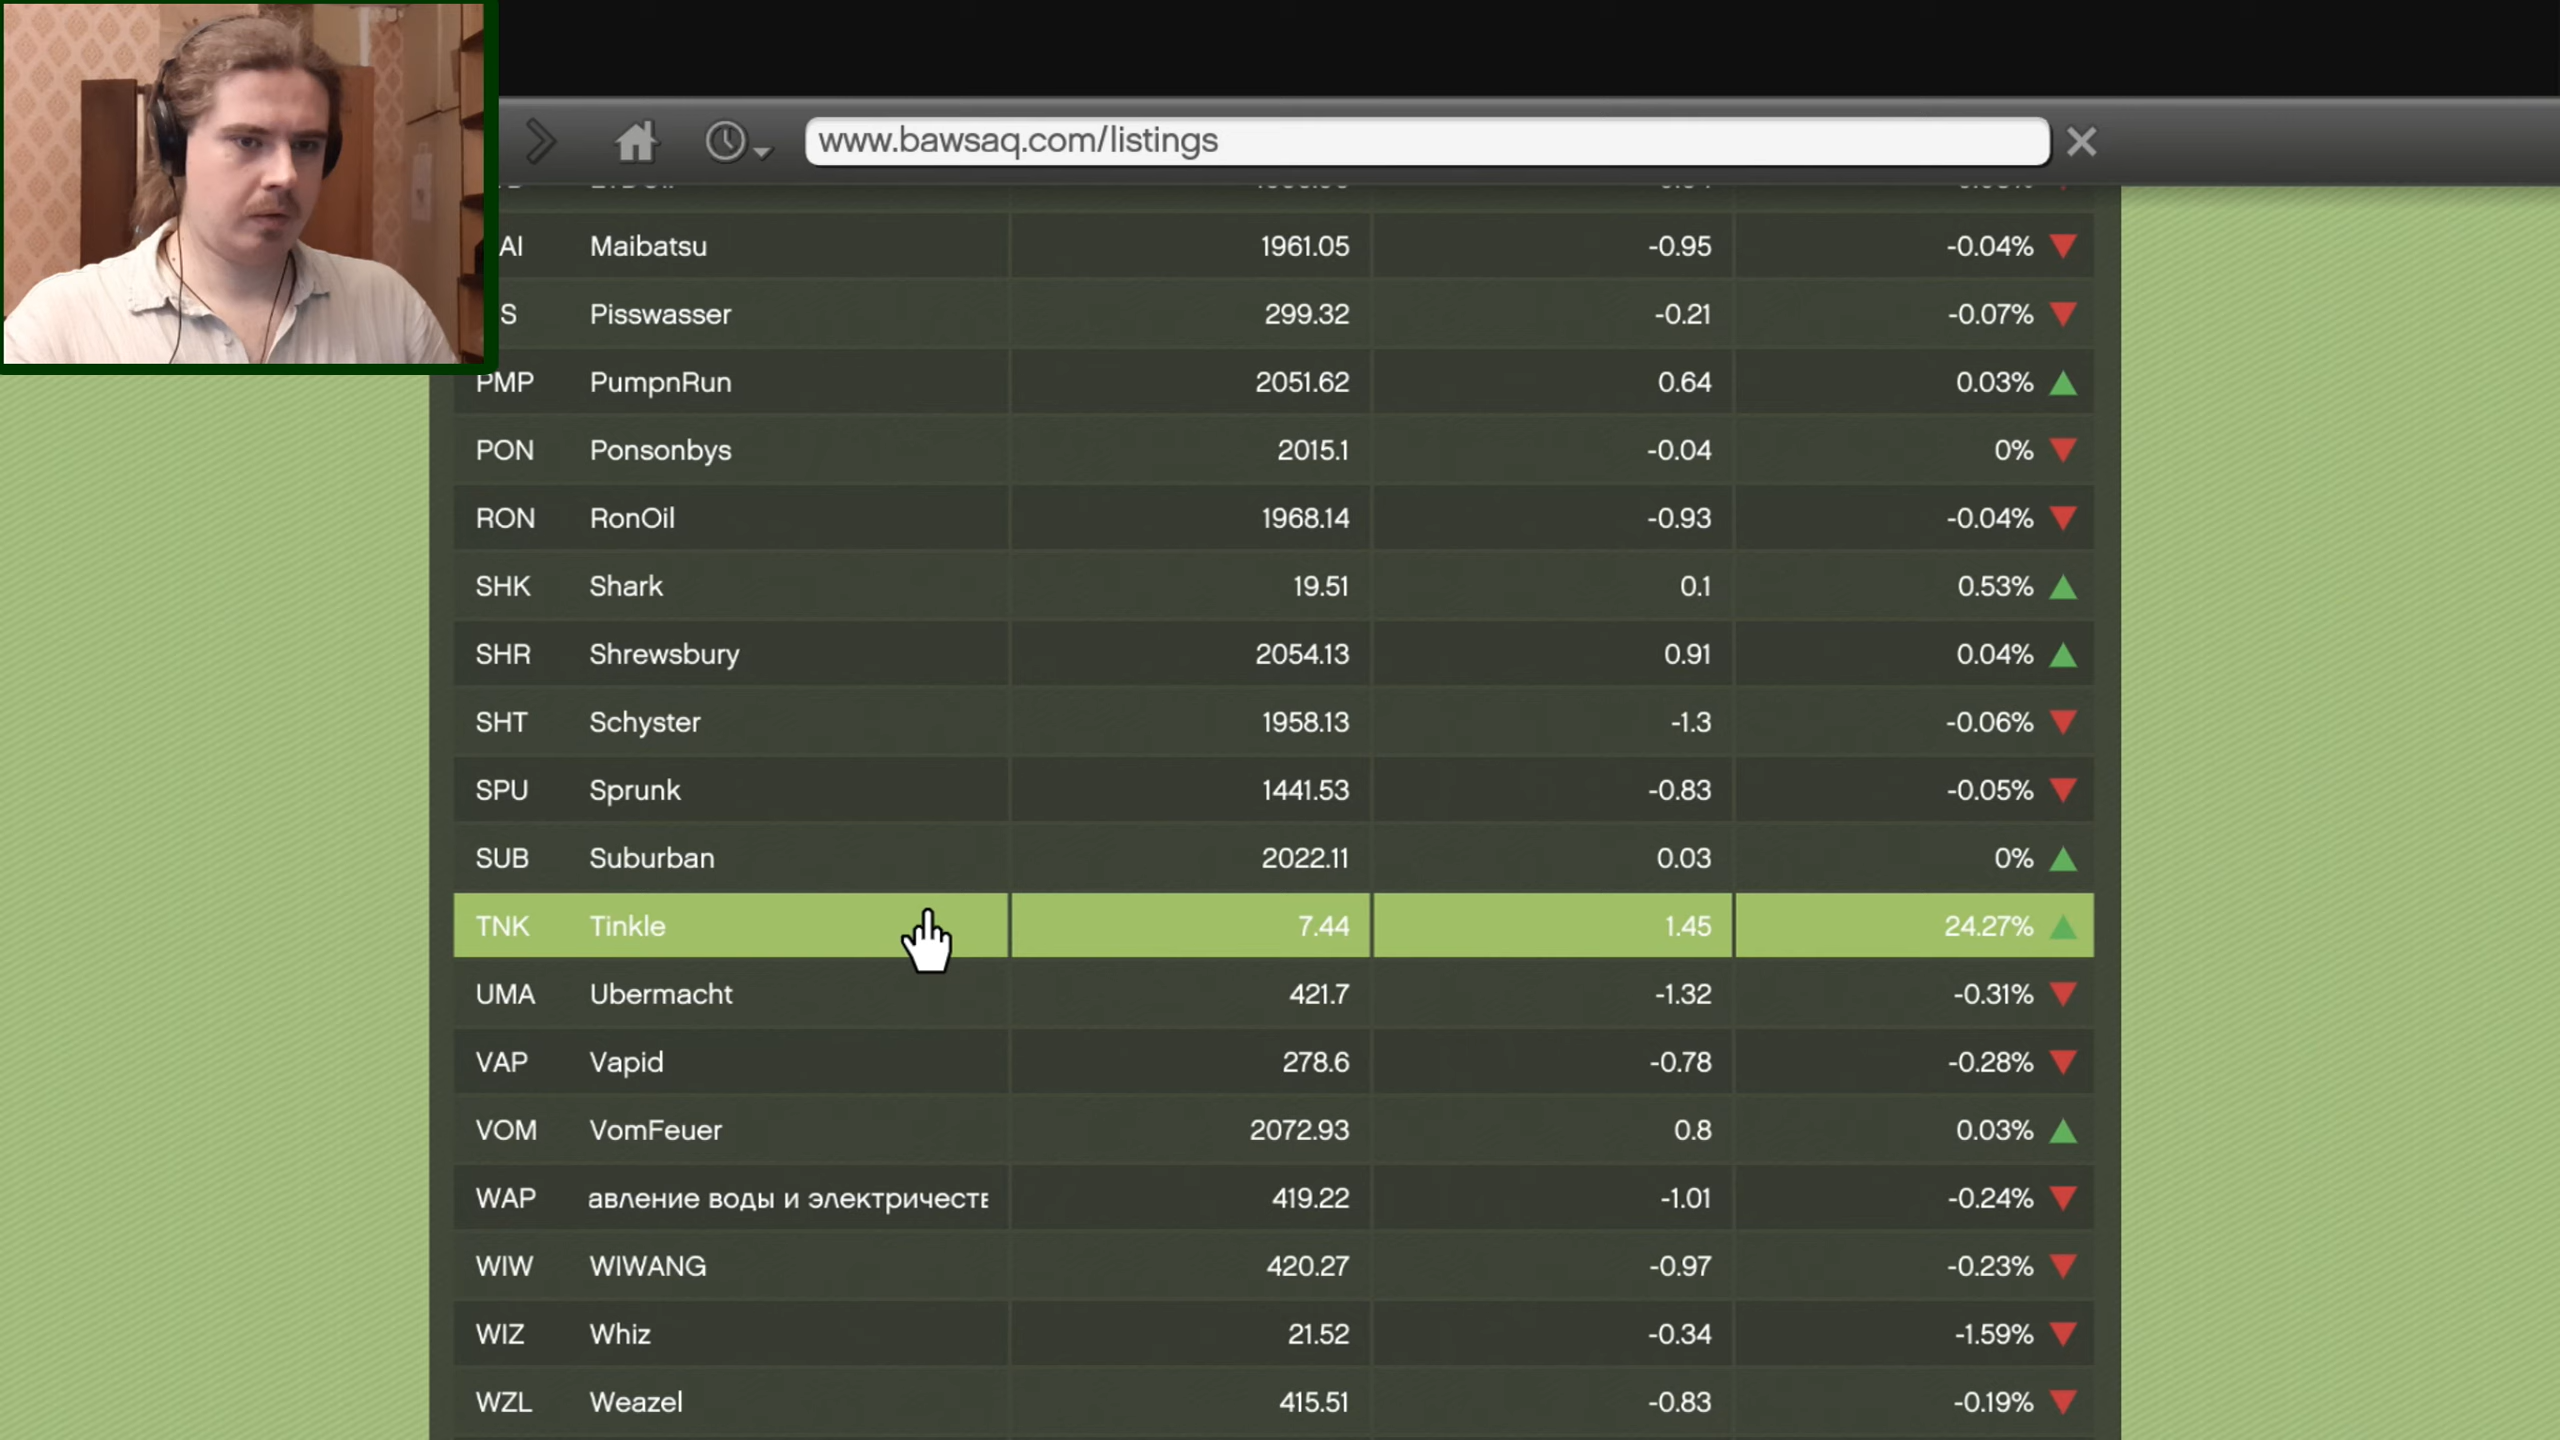 www.bawsaq.com/listings
AI Maibatsu 1961.05 -0.95 -0.04%
S Pisswasser 299.32 -0.21 -0.07%
PMP PumpnRun 2051.62 0.64 0.03%
PON Ponsonbys 2015.1 -0.04 0%
RON RonOil 1968.14 -0.93 -0.04%
SHK Shark 19.51 0.1 0.53%
SHR Shrewsbury 2054.13 0.91 0.04%
SHT Schyster 1958.13 -1.3 -0.06%
SPU Sprunk 1441.53 -0.83 -0.05%
SUB Suburban 2022.11 0.03 0%
TNK Tinkle 7.44 1.45 24.27%
UMA Ubermacht 421.7 -1.32 -0.31%
VAP Vapid 278.6 -0.78 -0.28%
VOM VomFeuer 2072.93 0.8 0.03%
WAP авление воды и электричеств 419.22 -1.01 -0.24%
WIW WIWANG 420.27 -0.97 -0.23%
WIZ Whiz 21.52 -0.34 -1.59%
WZL Weazel 415.51 -0.83 -0.19%